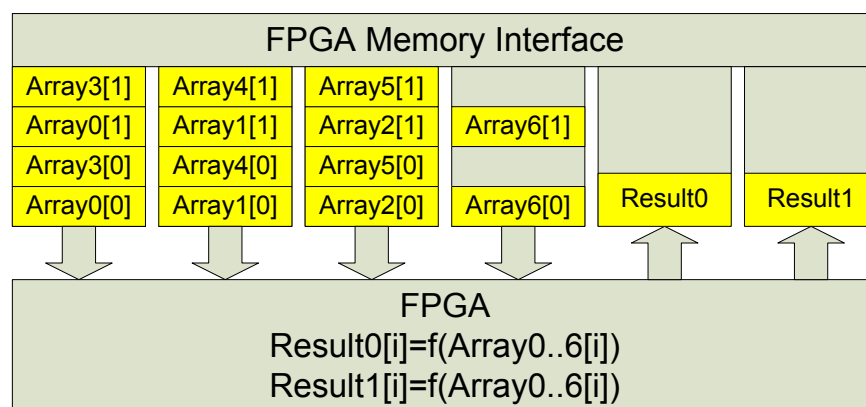 FPGA Memory Interface
Array3[1] Array4[1] Array5[1]
Array0[1] Array1[1] Array2[1] Array6[1]
Array3[0] Array4[0] Array5[0]
Array0[0] Array1[0] Array2[0] Array6[0] Result0 Result1
FPGA
Result0[i]=f(Array0..6[i])
Result1[i]=f(Array0..6[i])